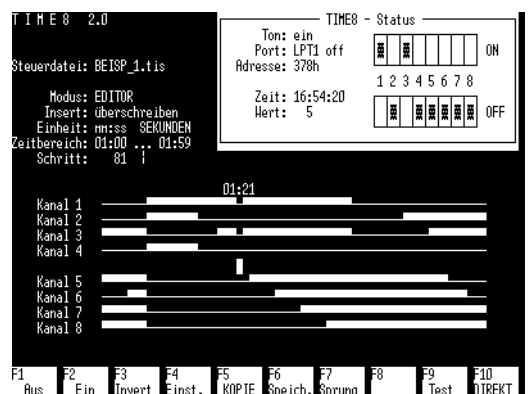 TIME8 2.0
TIME8 - Status
Ton: ein
Port: LPT1 off
Adresse: 378h
ON
1 2 3 4 5 6 7 8
Zeit: 16:54:20
Wert: 5
OFF
Steuerdatei: BEISP_1.tis
Modus: EDITOR
Insert: überschreiben
Einheit: MM:SS SEKUNDEN
Zeitbereich: 01:00 ... 01:59
Schritt: 81
01:21
Kanal 1
Kanal 2
Kanal 3
Kanal 4
Kanal 5
Kanal 6
Kanal 7
Kanal 8
F1 F2 F3 F4 F5 F6 F7 F8 F9 F10
Aus Ein Invert Einst. KOPIE Speich. Sprung Test DIREKT